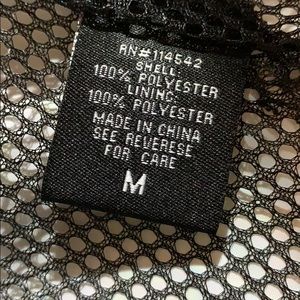 RN#114542
SHELL:
100% POLYESTER
LINING:
100% POLYESTER
MADE IN CHINA
SEE REVERESE
FOR CARE
M